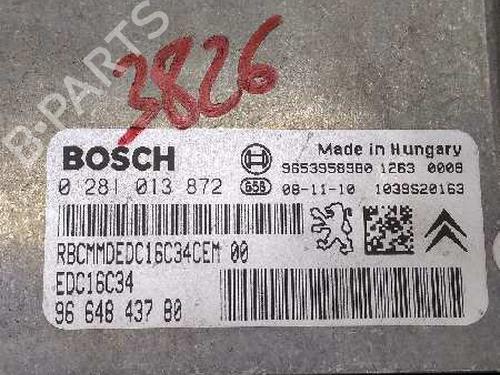 B-PARTS
3826
BOSCH
Made in Hungary
9653958980 1263 0008
0 281 013 872
65B
08-11-10 1039S20163
RBCMMDEDC16C34CEM 00
EDC16C34
96 648 437 80